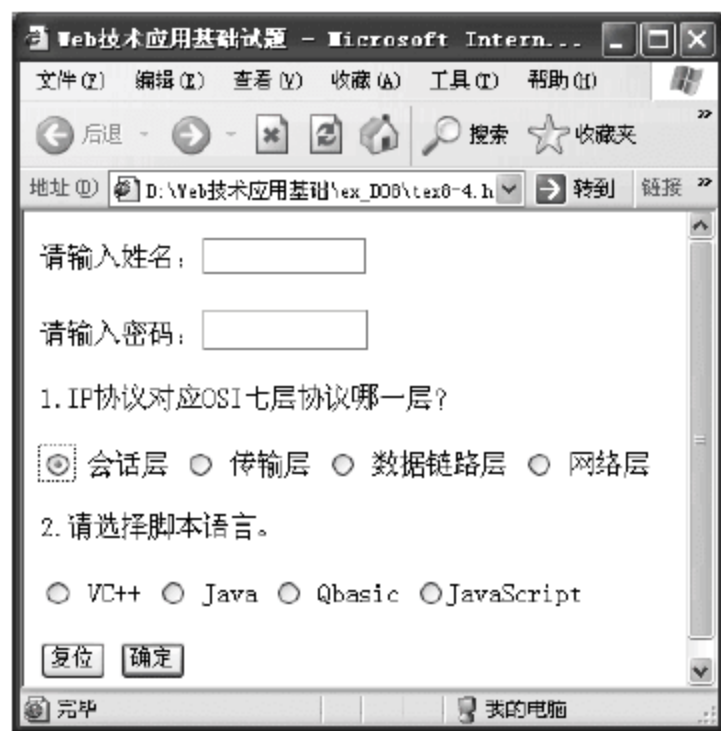 Web技术应用基础试题 - Microsoft Intern...
文件(F) 编辑(E) 查看(V) 收藏(A) 工具(T) 帮助(H)
后退 搜索 收藏夹 »
地址(D) D:\Web技术应用基础\ex_D08\tex8-4.h 转到 链接 »
请输入姓名:
请输入密码:
1.IP协议对应OSI七层协议哪一层?
会话层 传输层 数据链路层 网络层
2.请选择脚本语言。
VC++ Java Qbasic JavaScript
复位 确定
完毕 我的电脑